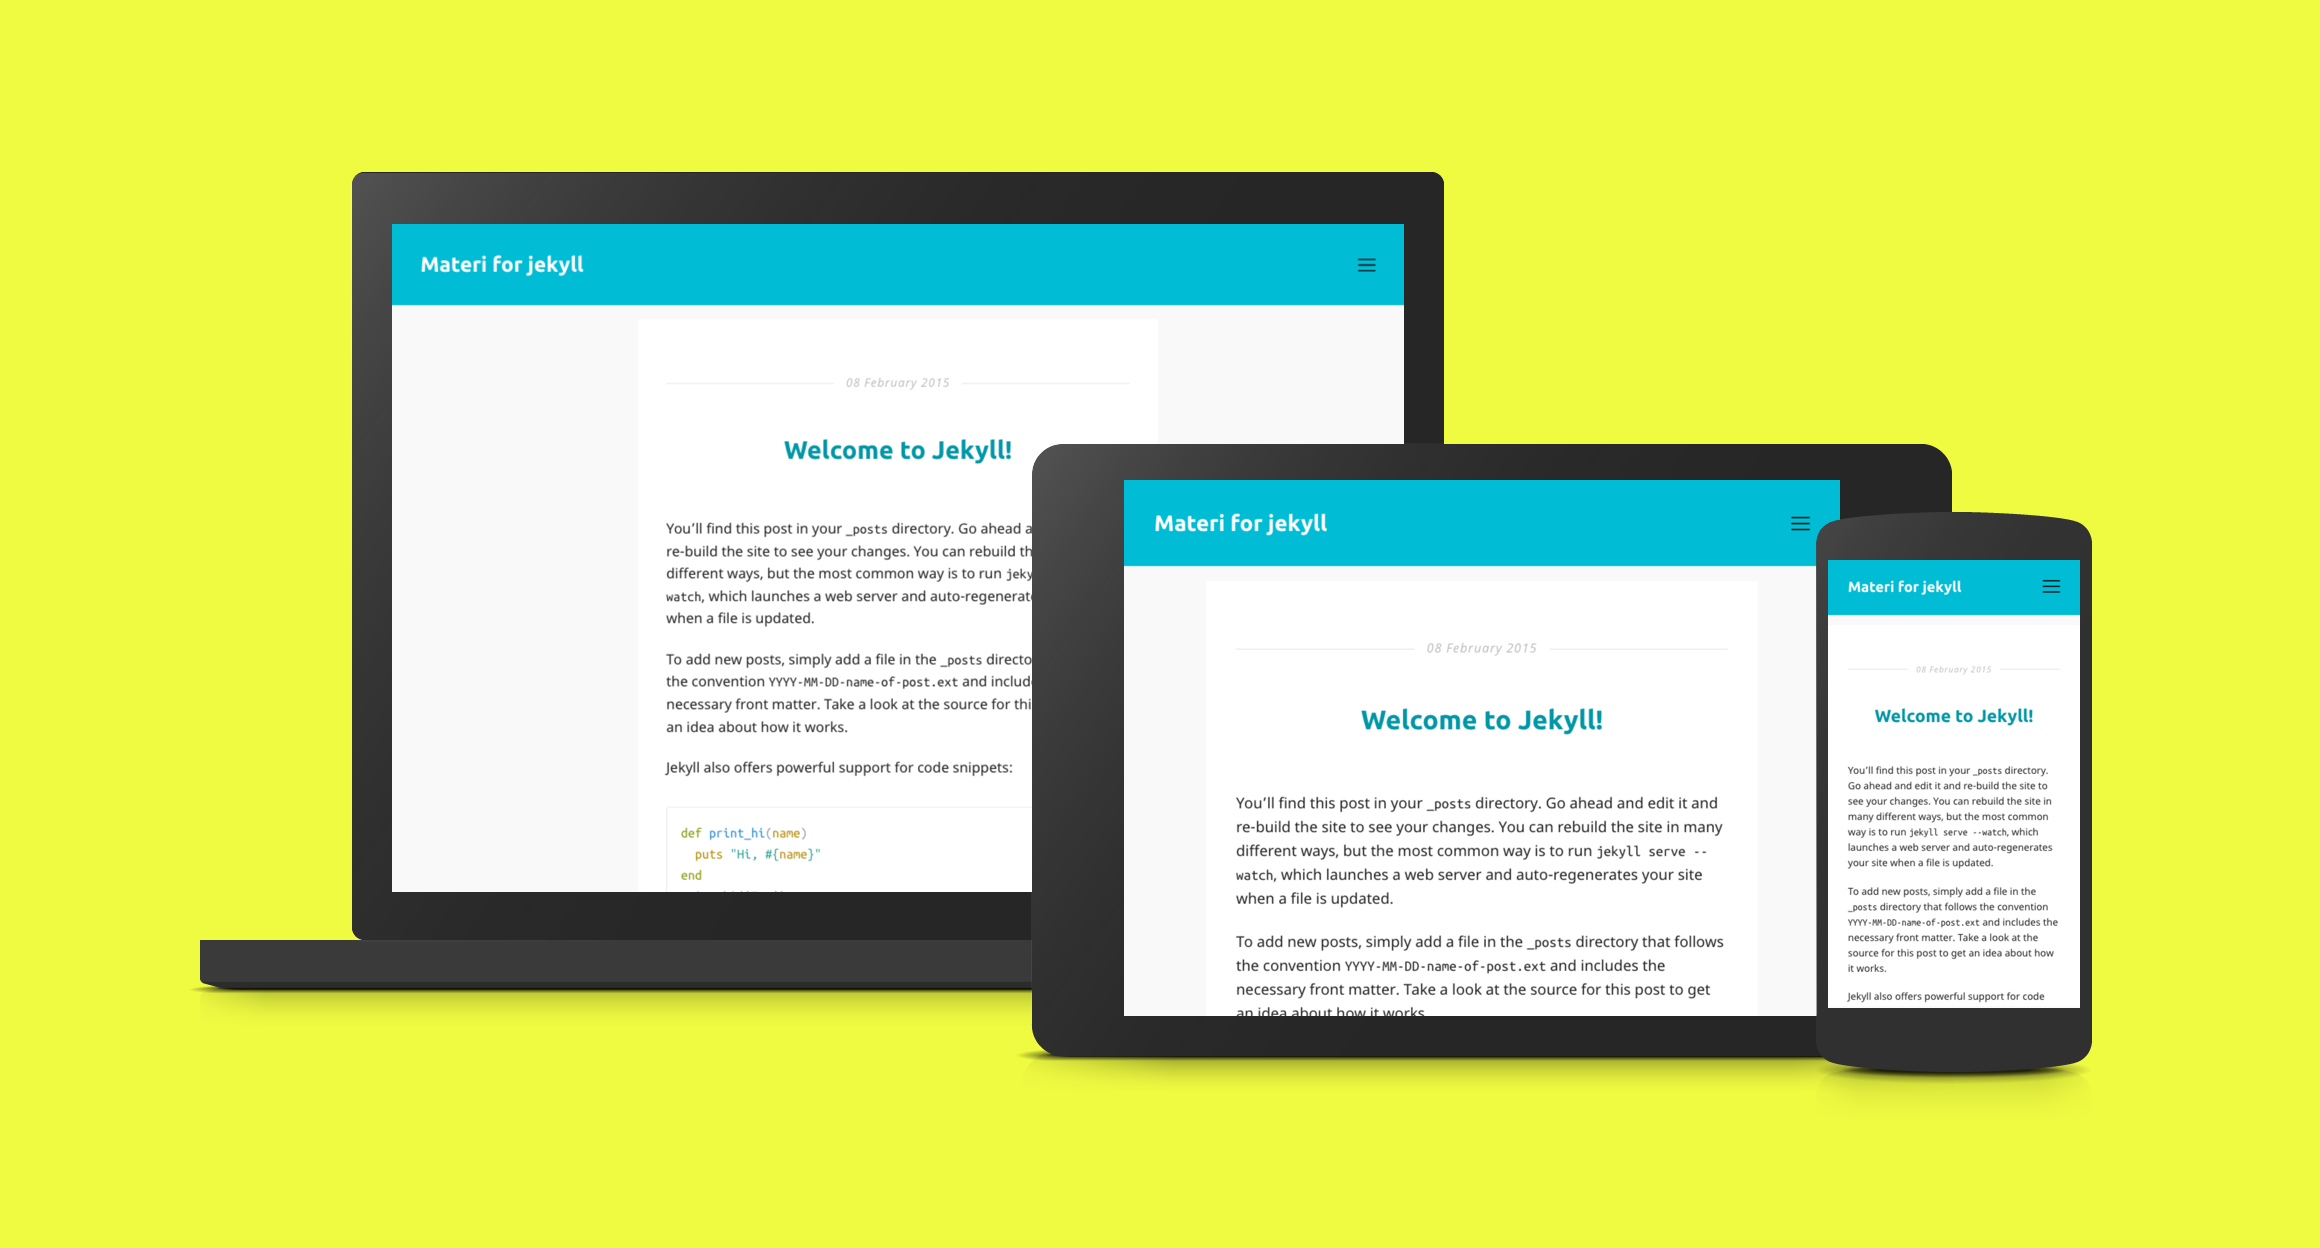 Materi for jekyll
08 February 2015
Welcome to Jekyll!
You’ll find this post in your _posts directory. Go ahead a
re-build the site to see your changes. You can rebuild th
different ways, but the most common way is to run jeky
watch, which launches a web server and auto-regenerat
when a file is updated.
To add new posts, simply add a file in the _posts directo
the convention YYYY-MM-DD-name-of-post.ext and includ
necessary front matter. Take a look at the source for thi
an idea about how it works.
Jekyll also offers powerful support for code snippets:
def print_hi(name)
puts "Hi, #{name}"
end
Materi for jekyll
08 February 2015
Welcome to Jekyll!
You’ll find this post in your _posts directory. Go ahead and edit it and
re-build the site to see your changes. You can rebuild the site in many
different ways, but the most common way is to run jekyll serve --
watch, which launches a web server and auto-regenerates your site
when a file is updated.
To add new posts, simply add a file in the _posts directory that follows
the convention YYYY-MM-DD-name-of-post.ext and includes the
necessary front matter. Take a look at the source for this post to get
an idea about how it works.
Materi for jekyll
08 February 2015
Welcome to Jekyll!
You’ll find this post in your _posts directory.
Go ahead and edit it and re-build the site to
see your changes. You can rebuild the site in
many different ways, but the most common
way is to run jekyll serve --watch, which
launches a web server and auto-regenerates
your site when a file is updated.
To add new posts, simply add a file in the
_posts directory that follows the convention
YYYY-MM-DD-name-of-post.ext and includes the
necessary front matter. Take a look at the
source for this post to get an idea about how
it works.
Jekyll also offers powerful support for code